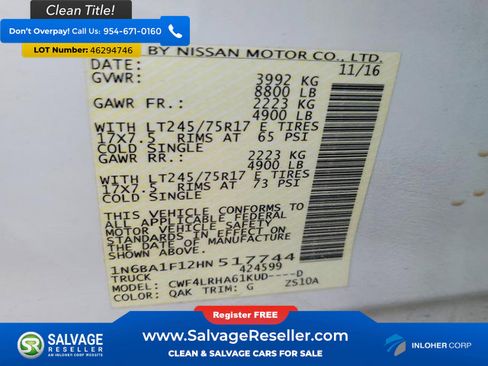 Clean Title!
Don't Overpay! Call Us: 954-671-0160
LOT Number: 46294746
BY NISSAN MOTOR CO., LTD.
DATE: 11/16
GVWR: 3992 KG
8800 LB
GAWR FR.: 2223 KG
4900 LB
WITH LT245/75R17 E TIRES
17X7.5 RIMS AT 65 PSI
COLD SINGLE
GAWR RR.: 2223 KG
4900 LB
WITH LT245/75R17 E TIRES
17X7.5 RIMS AT 73 PSI
COLD SINGLE
THIS VEHICLE CONFORMS TO
ALL APPLICABLE FEDERAL
MOTOR VEHICLE SAFETY
STANDARDS IN EFFECT ON
THE DATE OF MANUFACTURE
SHOWN ABOVE.
1N6BA1F12HN517744
TRUCK 424599
MODEL: CWF4LRHA61KUD----D
COLOR: QAK TRIM: G ZS10A
Register FREE!
SALVAGE
RESELLER.com
AN INLOHER CORP WEBSITE
www.SalvageReseller.com
CLEAN & SALVAGE CARS FOR SALE
INLOHER CORP